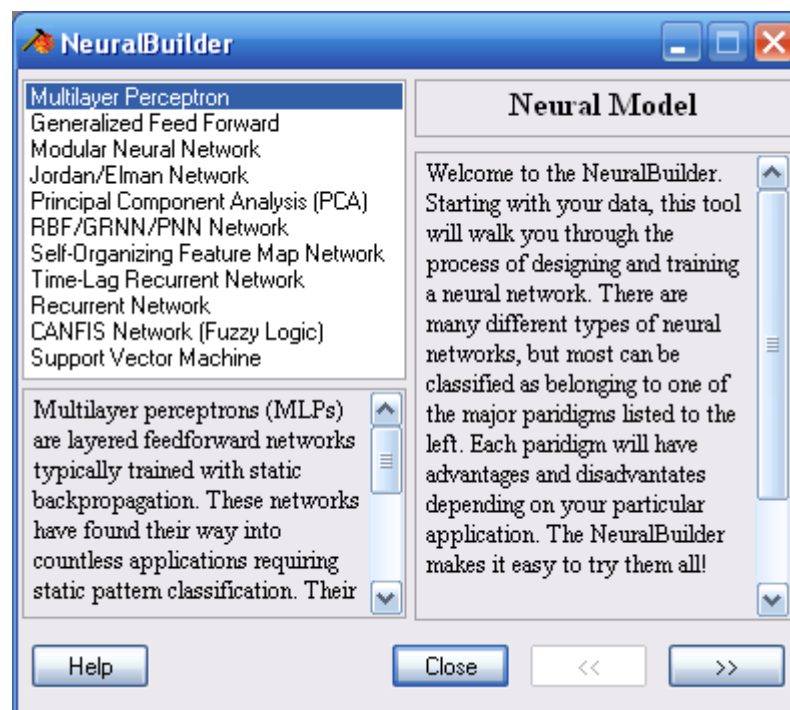 NeuralBuilder
Multilayer Perceptron
Generalized Feed Forward
Modular Neural Network
Jordan/Elman Network
Principal Component Analysis (PCA)
RBF/GRNN/PNN Network
Self-Organizing Feature Map Network
Time-Lag Recurrent Network
Recurrent Network
CANFIS Network (Fuzzy Logic)
Support Vector Machine
Multilayer perceptrons (MLPs)
are layered feedforward networks
typically trained with static
backpropagation. These networks
have found their way into
countless applications requiring
static pattern classification. Their
Neural Model
Welcome to the NeuralBuilder.
Starting with your data, this tool
will walk you through the
process of designing and training
a neural network. There are
many different types of neural
networks, but most can be
classified as belonging to one of
the major paridigms listed to the
left. Each paridigm will have
advantages and disadvantates
depending on your particular
application. The NeuralBuilder
makes it easy to try them all!
Help
Close
<<
>>